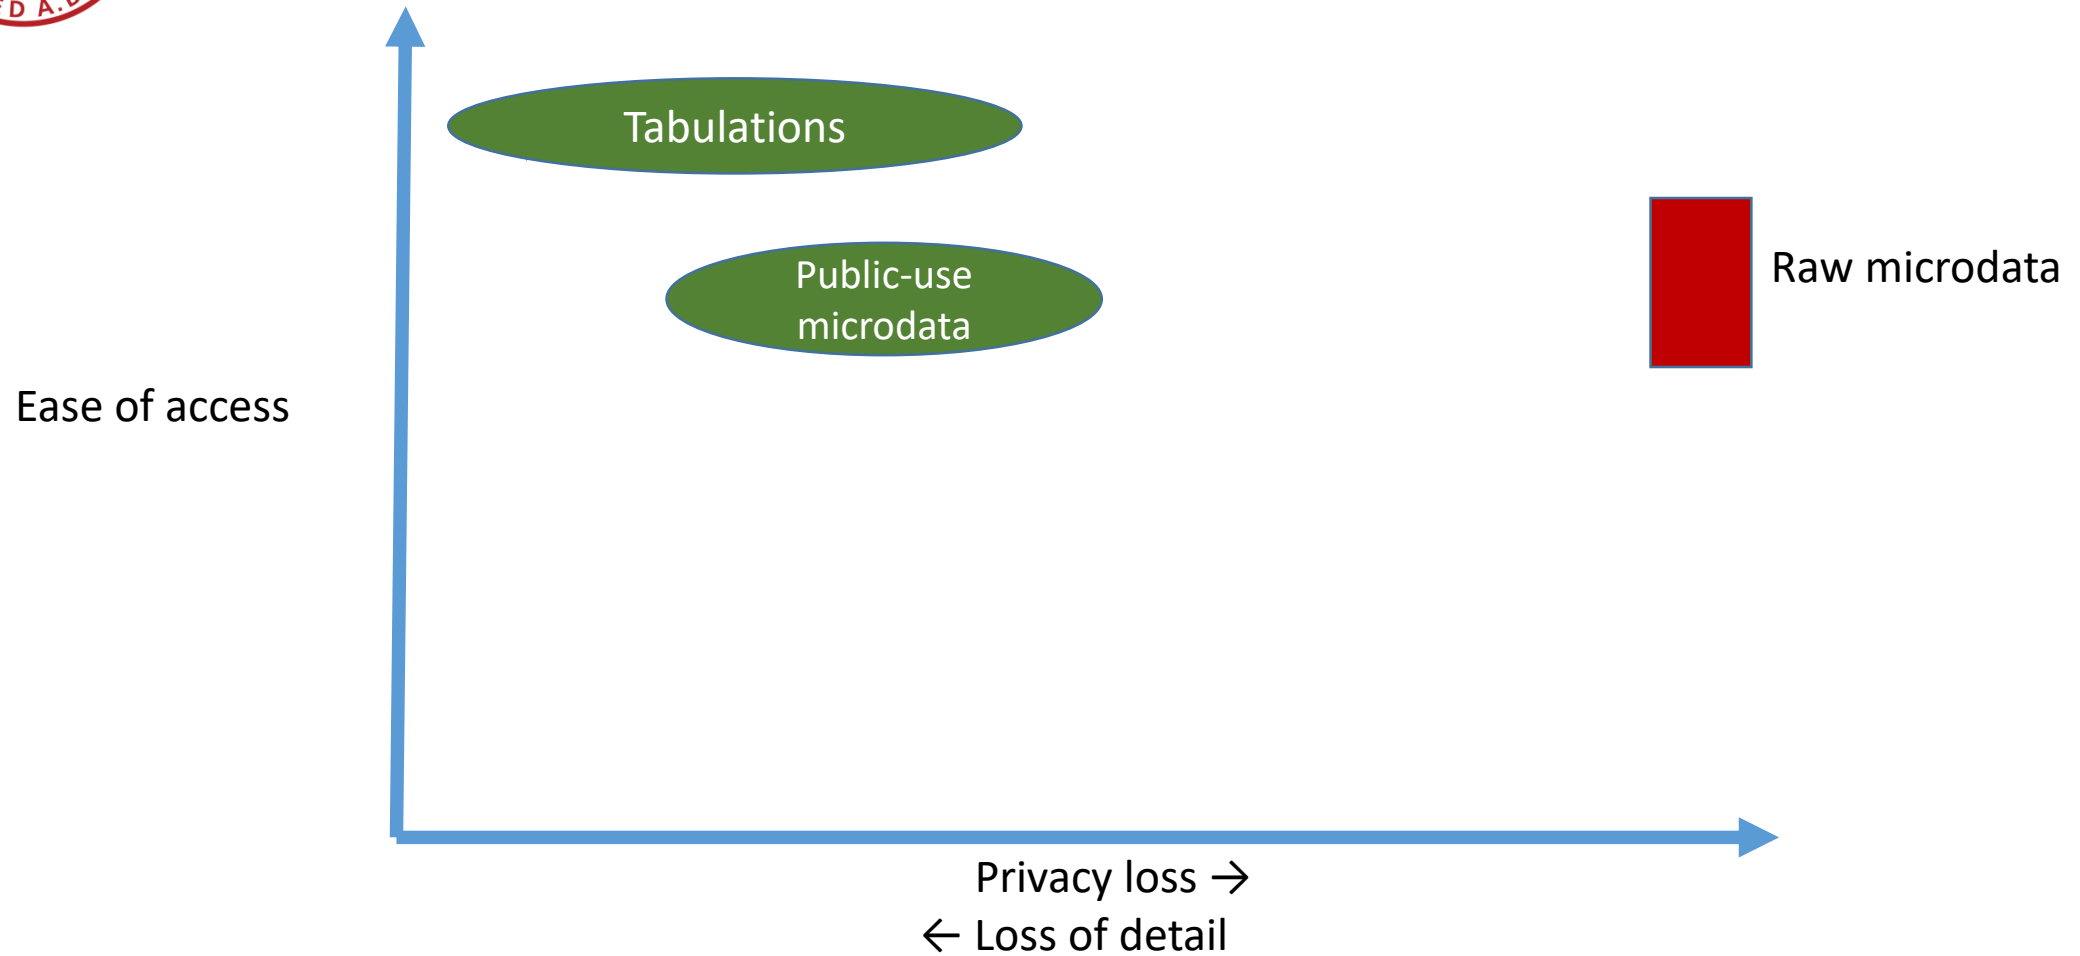 D A.D
Tabulations
Public-use
microdata
Raw microdata
Ease of access
Privacy loss →
← Loss of detail